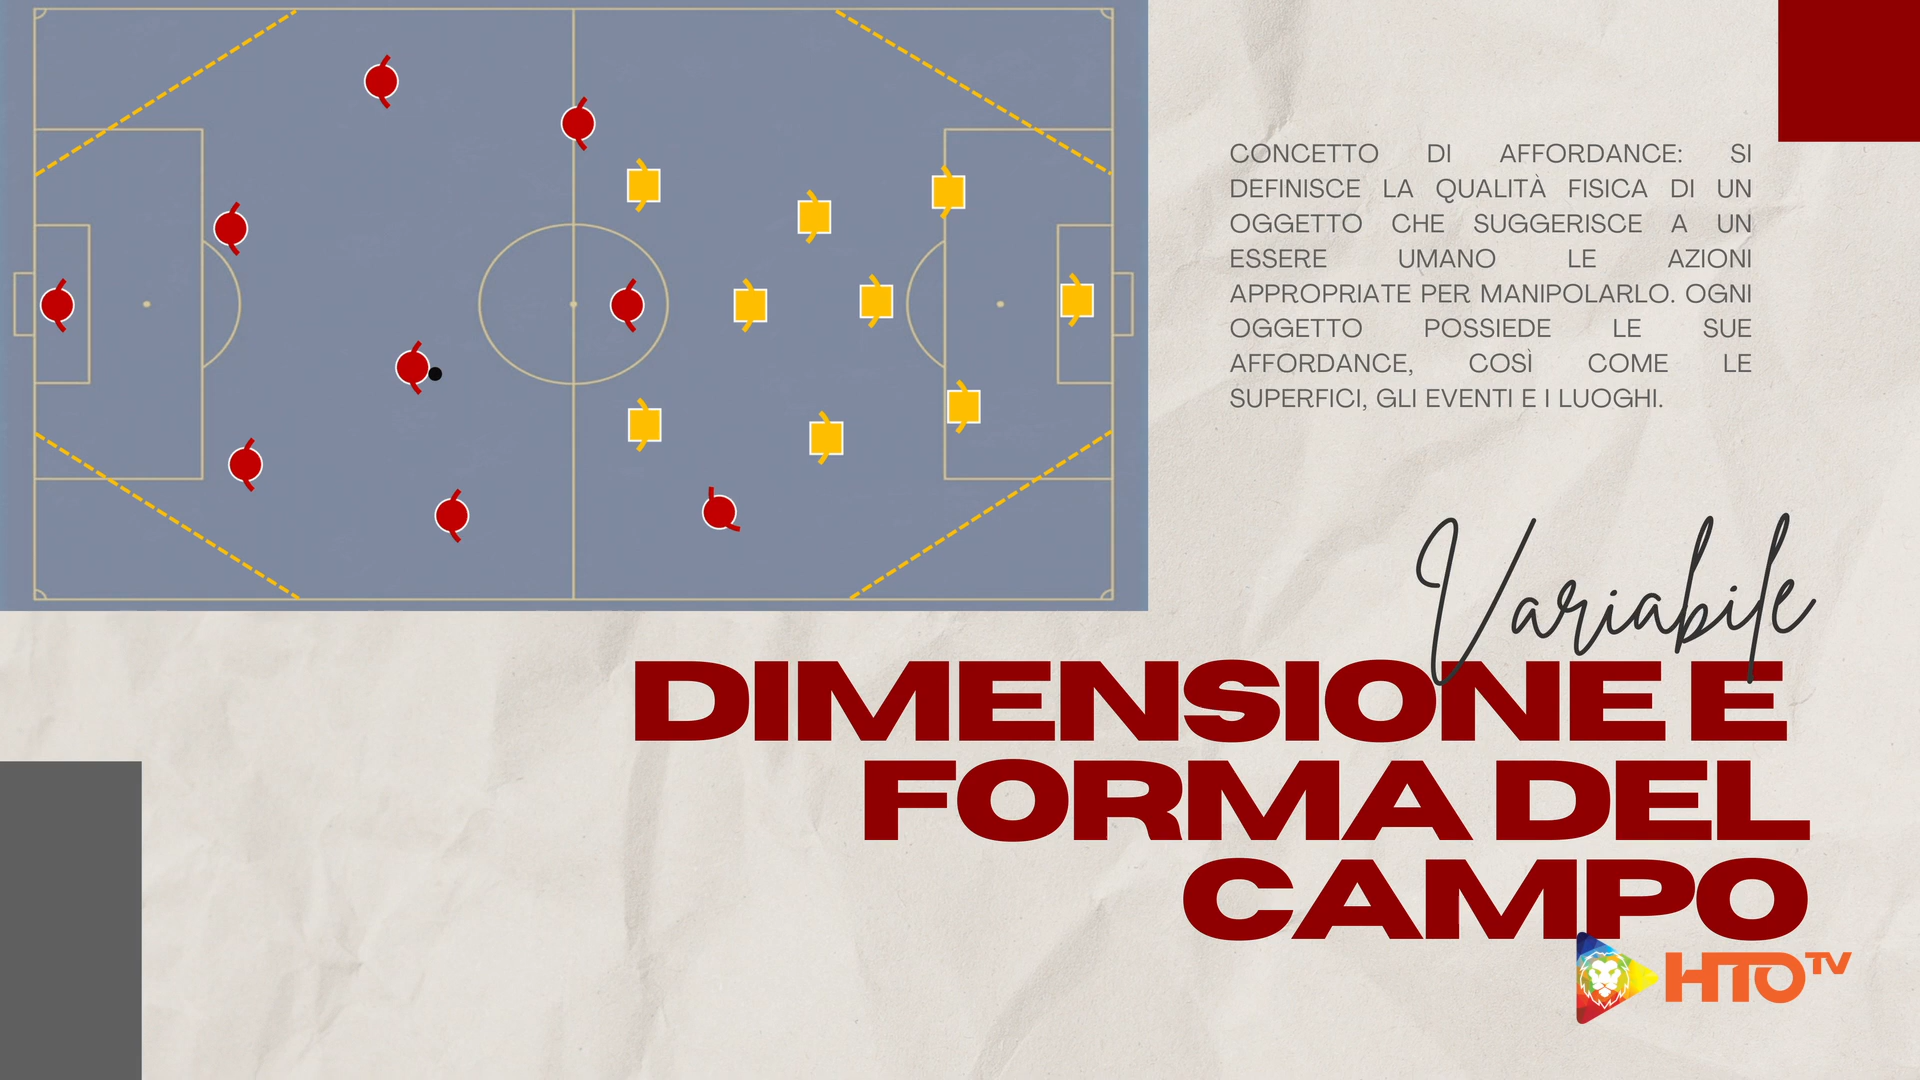 CONCETTO DI AFFORDANCE: SI
DEFINISCE LA QUALITÀ FISICA DI UN
OGGETTO CHE SUGGERISCE A UN
ESSERE UMANO LE AZIONI
APPROPRIATE PER MANIPOLARLO. OGNI
OGGETTO POSSIEDE LE SUE
AFFORDANCE, COSÌ COME LE
SUPERFICI, GLI EVENTI E I LUOGHI.
Variabile
DIMENSIONE E
FORMA DEL
CAMPO
HTO TV